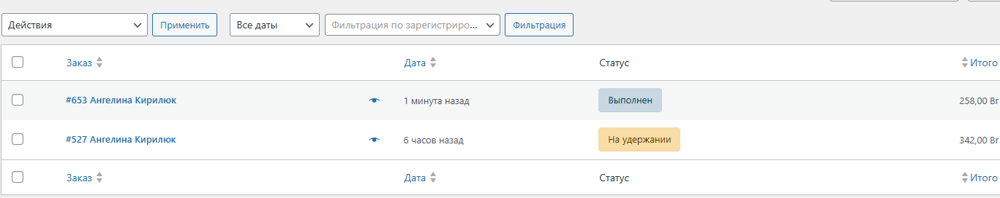 Действия Применить Все даты Фильтрация по зарегистриро... Фильтрация
Заказ Дата Статус Итого
#653 Ангелина Кирилюк 1 минута назад Выполнен 258,00 Br
#527 Ангелина Кирилюк 6 часов назад На удержании 342,00 Br
Заказ Дата Статус Итого